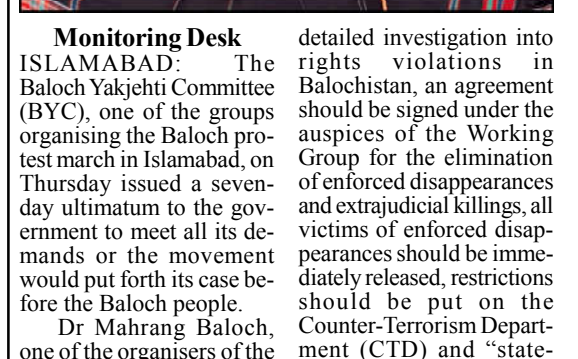 Monitoring Desk
ISLAMABAD: The
Baloch Yakjehti Committee
(BYC), one of the groups
organising the Baloch pro-
test march in Islamabad, on
Thursday issued a seven-
day ultimatum to the gov-
ernment to meet all its de-
mands or the movement
would put forth its case be-
fore the Baloch people.
Dr Mahrang Baloch,
one of the organisers of the
detailed investigation into
rights violations in
Balochistan, an agreement
should be signed under the
auspices of the Working
Group for the elimination
of enforced disappearances
and extrajudicial killings, all
victims of enforced disap-
pearances should be imme-
diately released, restrictions
should be put on the
Counter-Terrorism Depart-
ment (CTD) and “state-